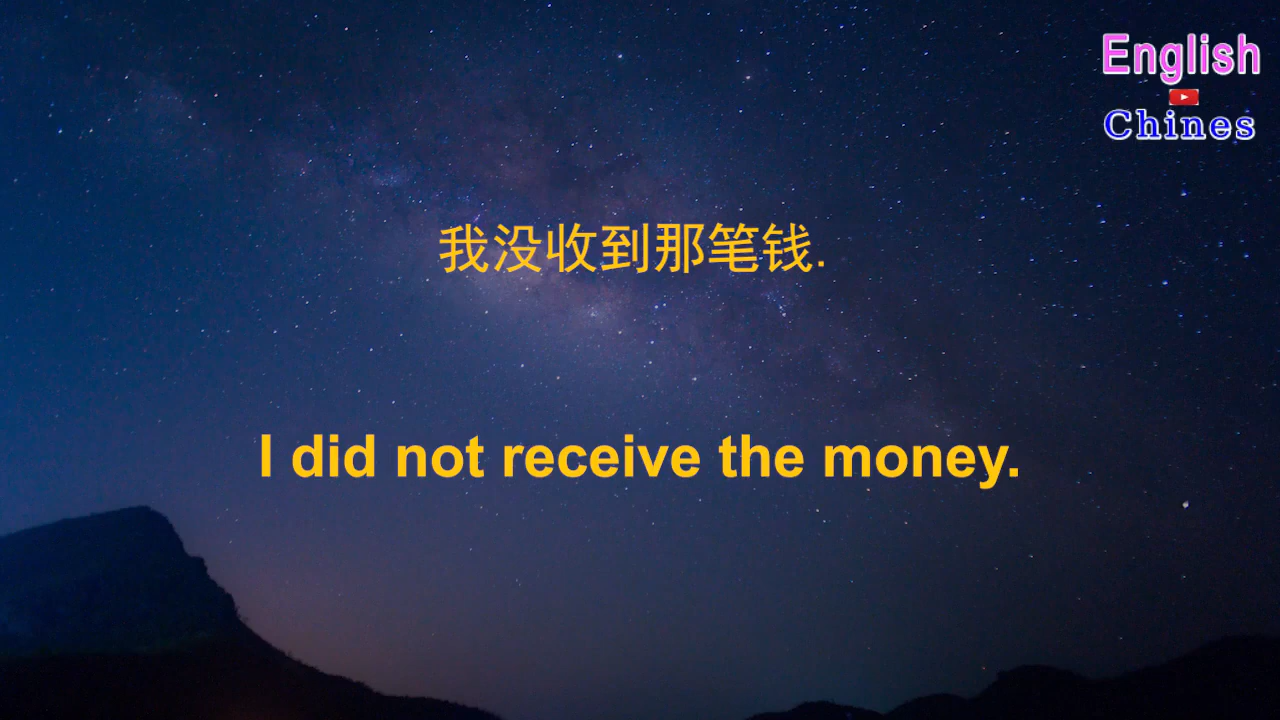 English
Chines
我没收到那笔钱.
I did not receive the money.